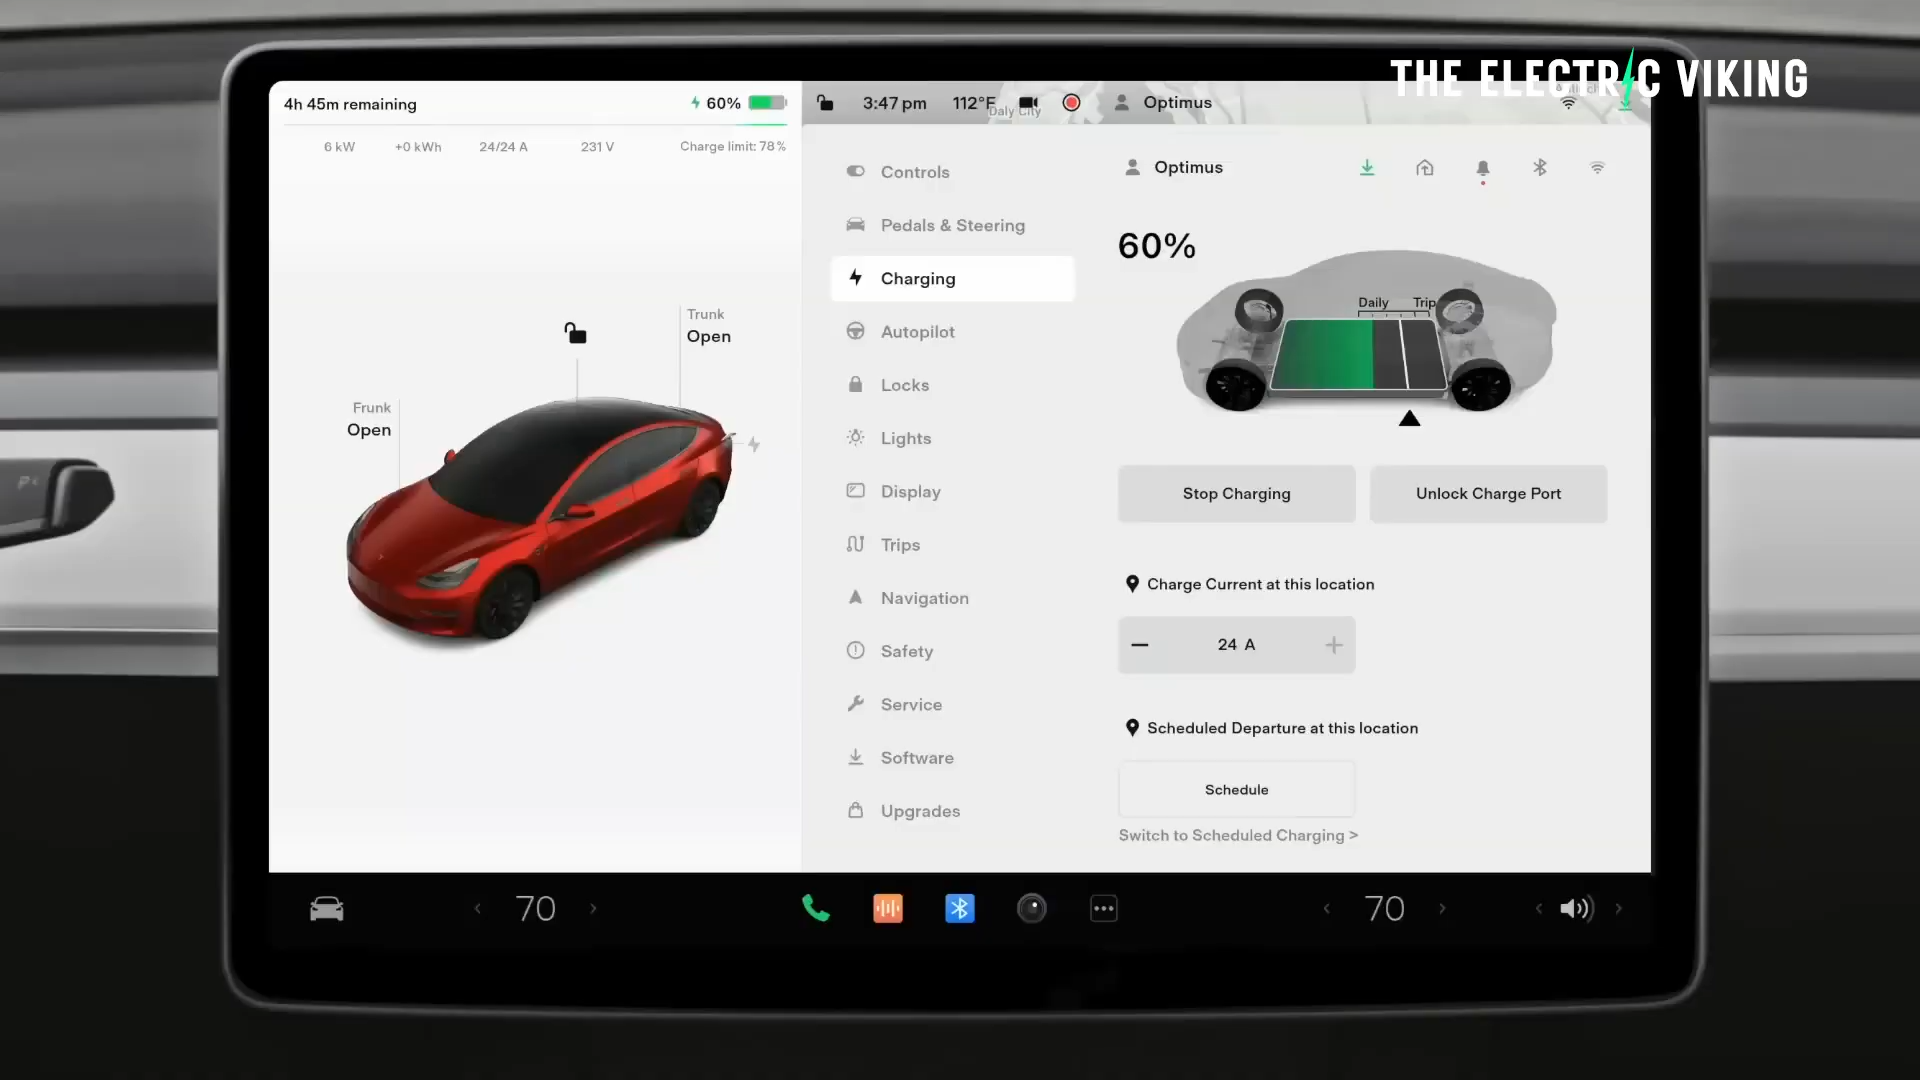 THE ELECTRIC VIKING
4h 45m remaining
60%
3:47 pm
112°F
Daly City
Optimus
6 kW
+0 kWh
24/24 A
231 V
Charge limit: 78%
Controls
Optimus
Pedals & Steering
60%
Charging
Daily
Trip
Trunk
Open
Autopilot
Locks
Frunk
Open
Lights
Display
Stop Charging
Unlock Charge Port
Trips
Charge Current at this location
Navigation
24 A
Safety
Service
Scheduled Departure at this location
Software
Schedule
Upgrades
Switch to Scheduled Charging >
70
70